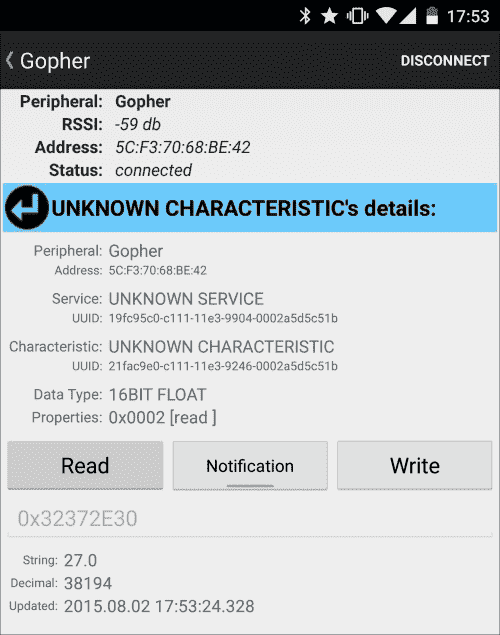 17:53
Gopher DISCONNECT
Peripheral: Gopher
RSSI: -59 db
Address: 5C:F3:70:68:BE:42
Status: connected
UNKNOWN CHARACTERISTIC's details:
Peripheral: Gopher
Address: 5C:F3:70:68:BE:42
Service: UNKNOWN SERVICE
UUID: 19fc95c0-c111-11e3-9904-0002a5d5c51b
Characteristic: UNKNOWN CHARACTERISTIC
UUID: 21fac9e0-c111-11e3-9246-0002a5d5c51b
Data Type: 16BIT FLOAT
Properties: 0x0002 [read ]
Read Notification Write
0x32372E30
String: 27.0
Decimal: 38194
Updated: 2015.08.02 17:53:24.328